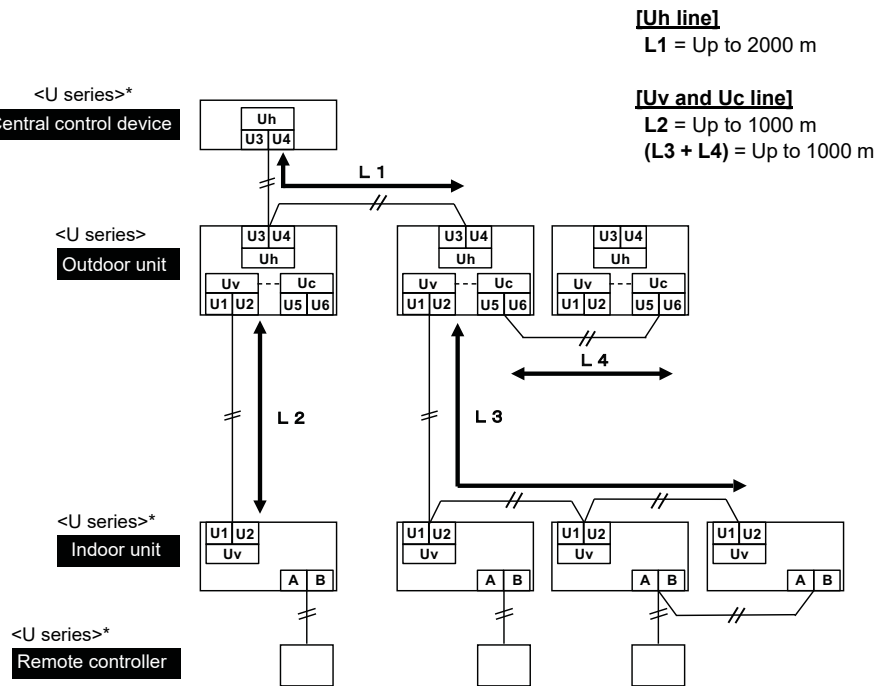 [Uh line]
L1 = Up to 2000 m
[Uv and Uc line]
L2 = Up to 1000 m
(L3 + L4) = Up to 1000 m
<U series>*
Central control device
Uh
U3 U4
L 1
<U series>
Outdoor unit
U3 U4 U3 U4 U3 U4
Uh Uh Uh
Uv Uc Uv Uc Uv Uc
U1 U2 U5 U6 U1 U2 U5 U6 U1 U2 U5 U6
L 4
L 2 L 3
<U series>*
Indoor unit
U1 U2 U1 U2 U1 U2 U1 U2
Uv Uv Uv Uv
A B A B A B A B
<U series>*
Remote controller